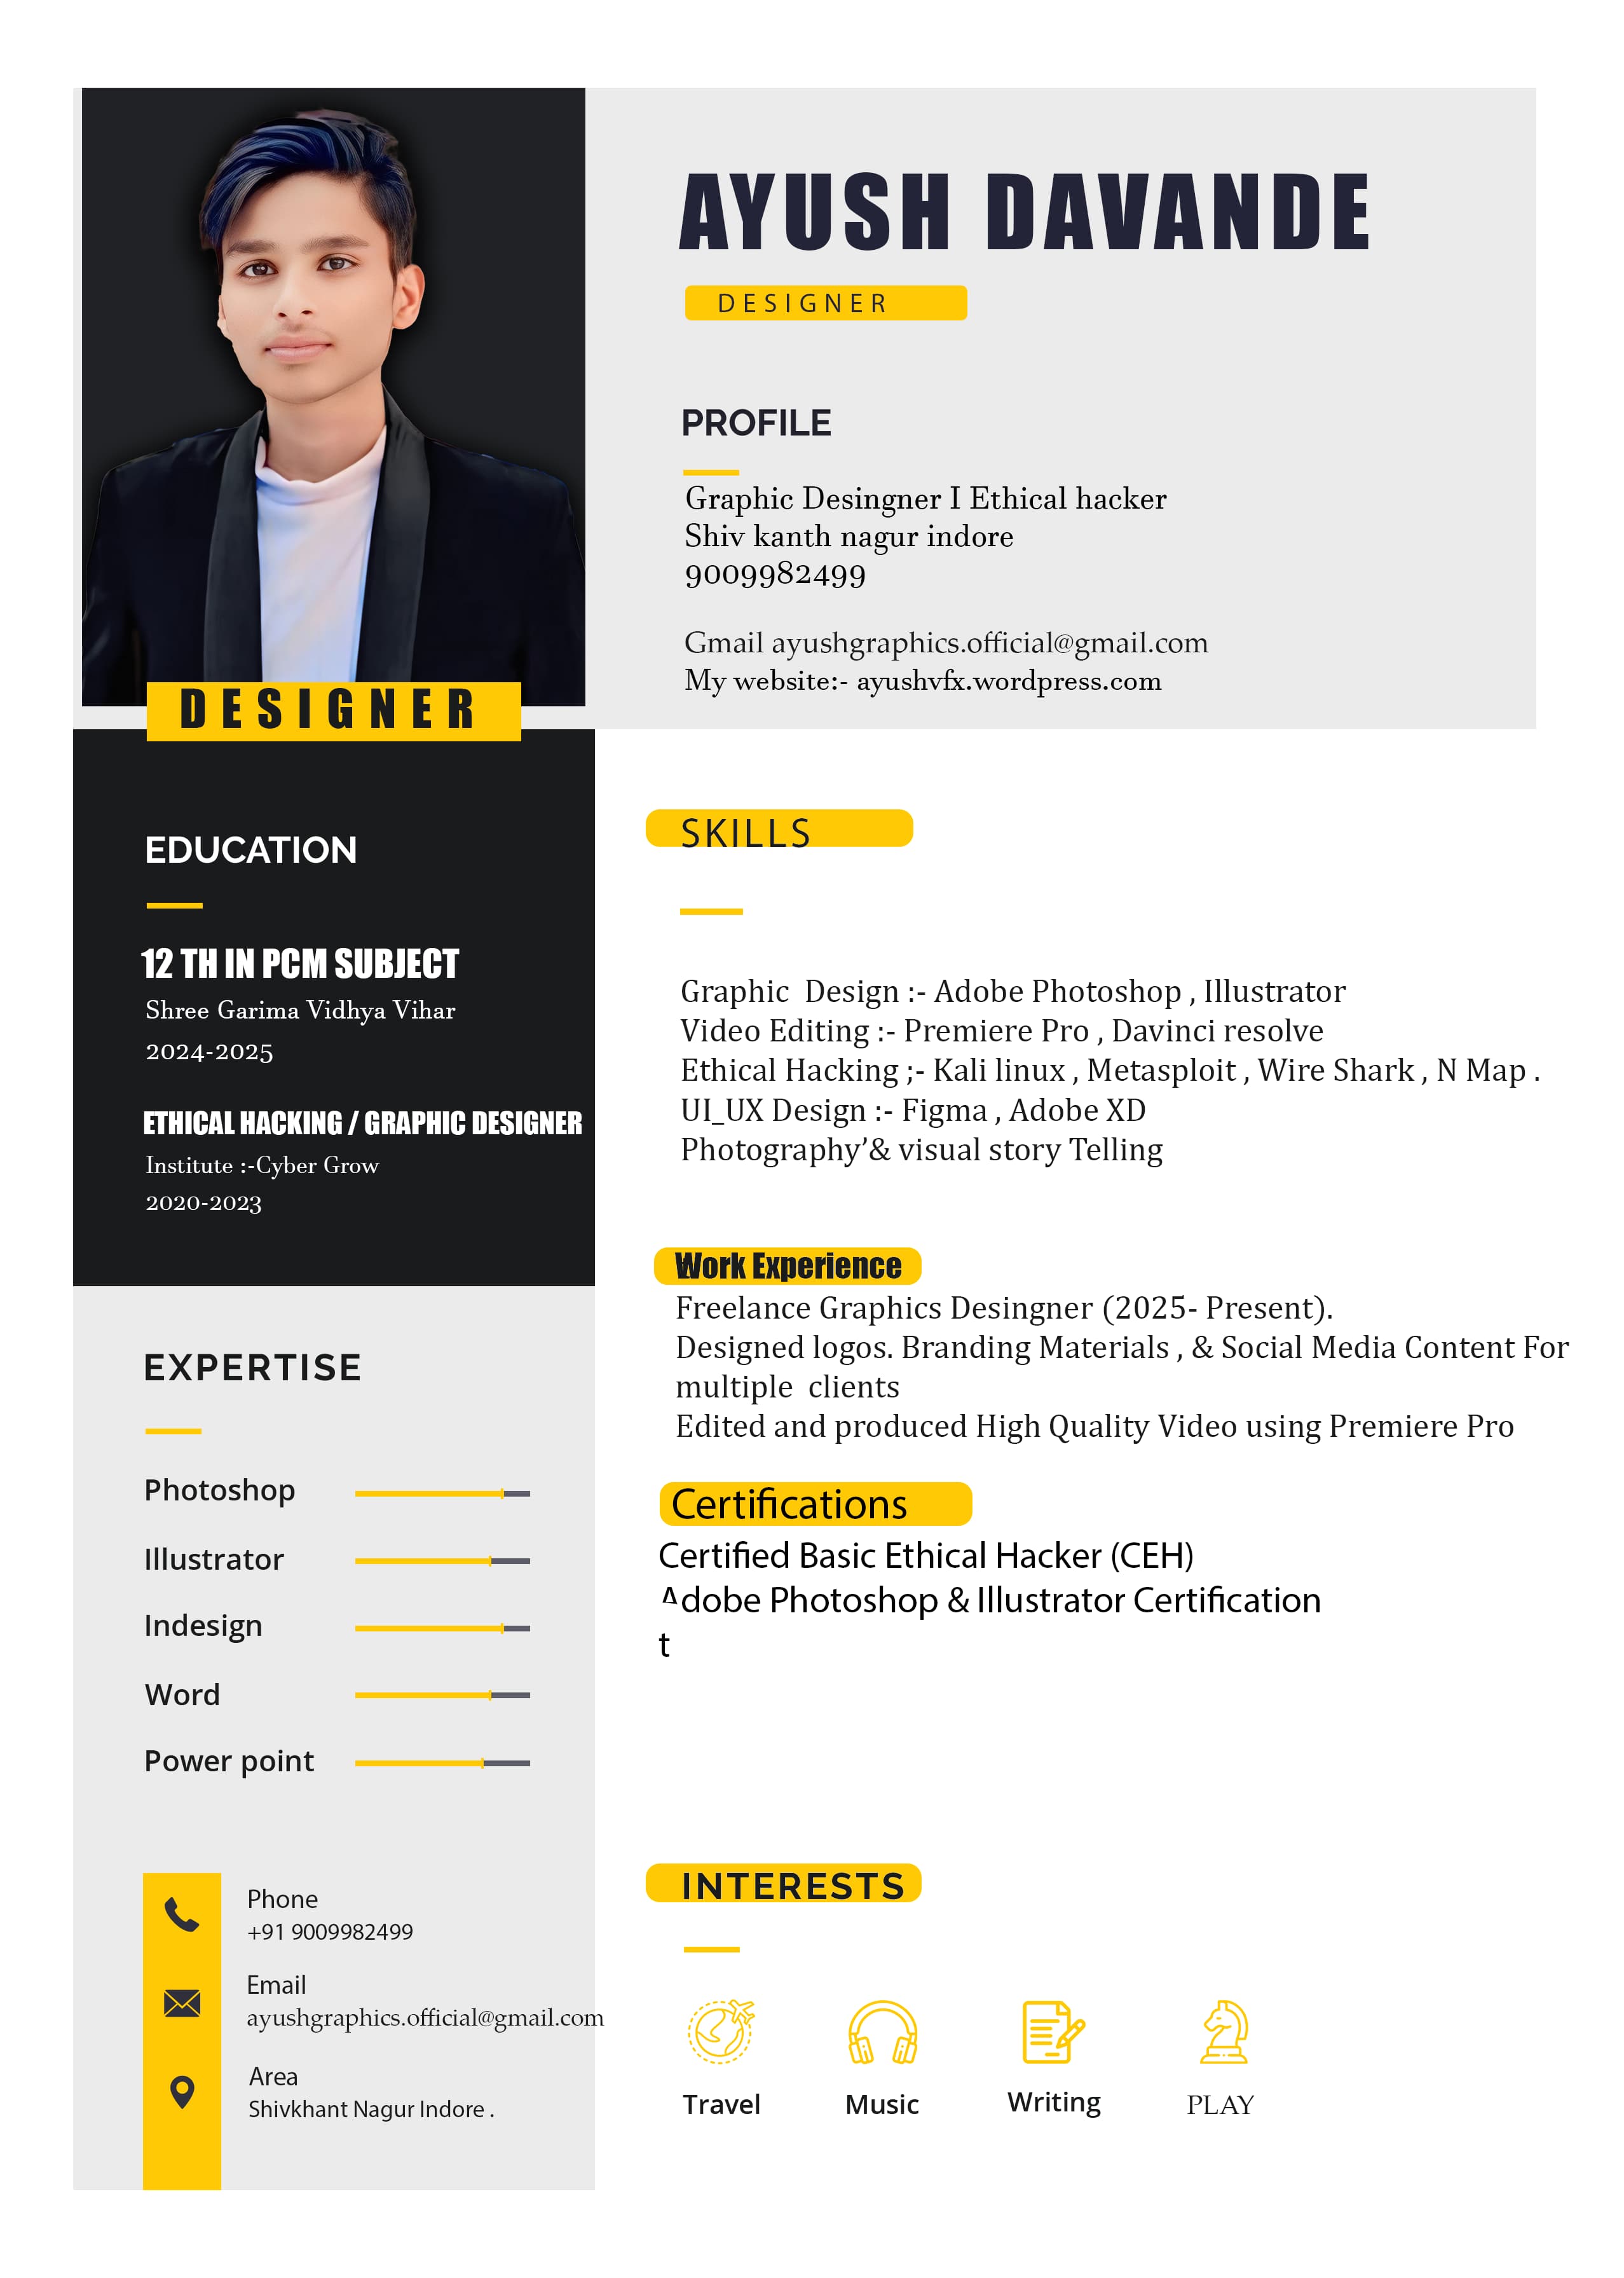 AYUSH DAVANDE
DESIGNER
PROFILE
Graphic Desingner I Ethical hacker
Shiv kanth nagur indore
9009982499
Gmail ayushgraphics.official@gmail.com
My website:- ayushvfx.wordpress.com
DESIGNER
EDUCATION
12 TH IN PCM SUBJECT
Shree Garima Vidhya Vihar
2024-2025
ETHICAL HACKING / GRAPHIC DESIGNER
Institute :-Cyber Grow
2020-2023
EXPERTISE
Photoshop
Illustrator
Indesign
Word
Power point
Phone
+91 9009982499
Email
ayushgraphics.official@gmail.com
Area
Shivkhant Nagur Indore .
SKILLS
Graphic  Design :- Adobe Photoshop , Illustrator
Video Editing :- Premiere Pro , Davinci resolve
Ethical Hacking ;- Kali linux , Metasploit , Wire Shark , N Map .
UI_UX Design :- Figma , Adobe XD
Photography’& visual story Telling
Work Experience
Freelance Graphics Desingner (2025- Present).
Designed logos. Branding Materials , & Social Media Content For
multiple  clients
Edited and produced High Quality Video using Premiere Pro
Certifications
Certified Basic Ethical Hacker (CEH)
Adobe Photoshop & Illustrator Certification
t
INTERESTS
Travel
Music
Writing
PLAY